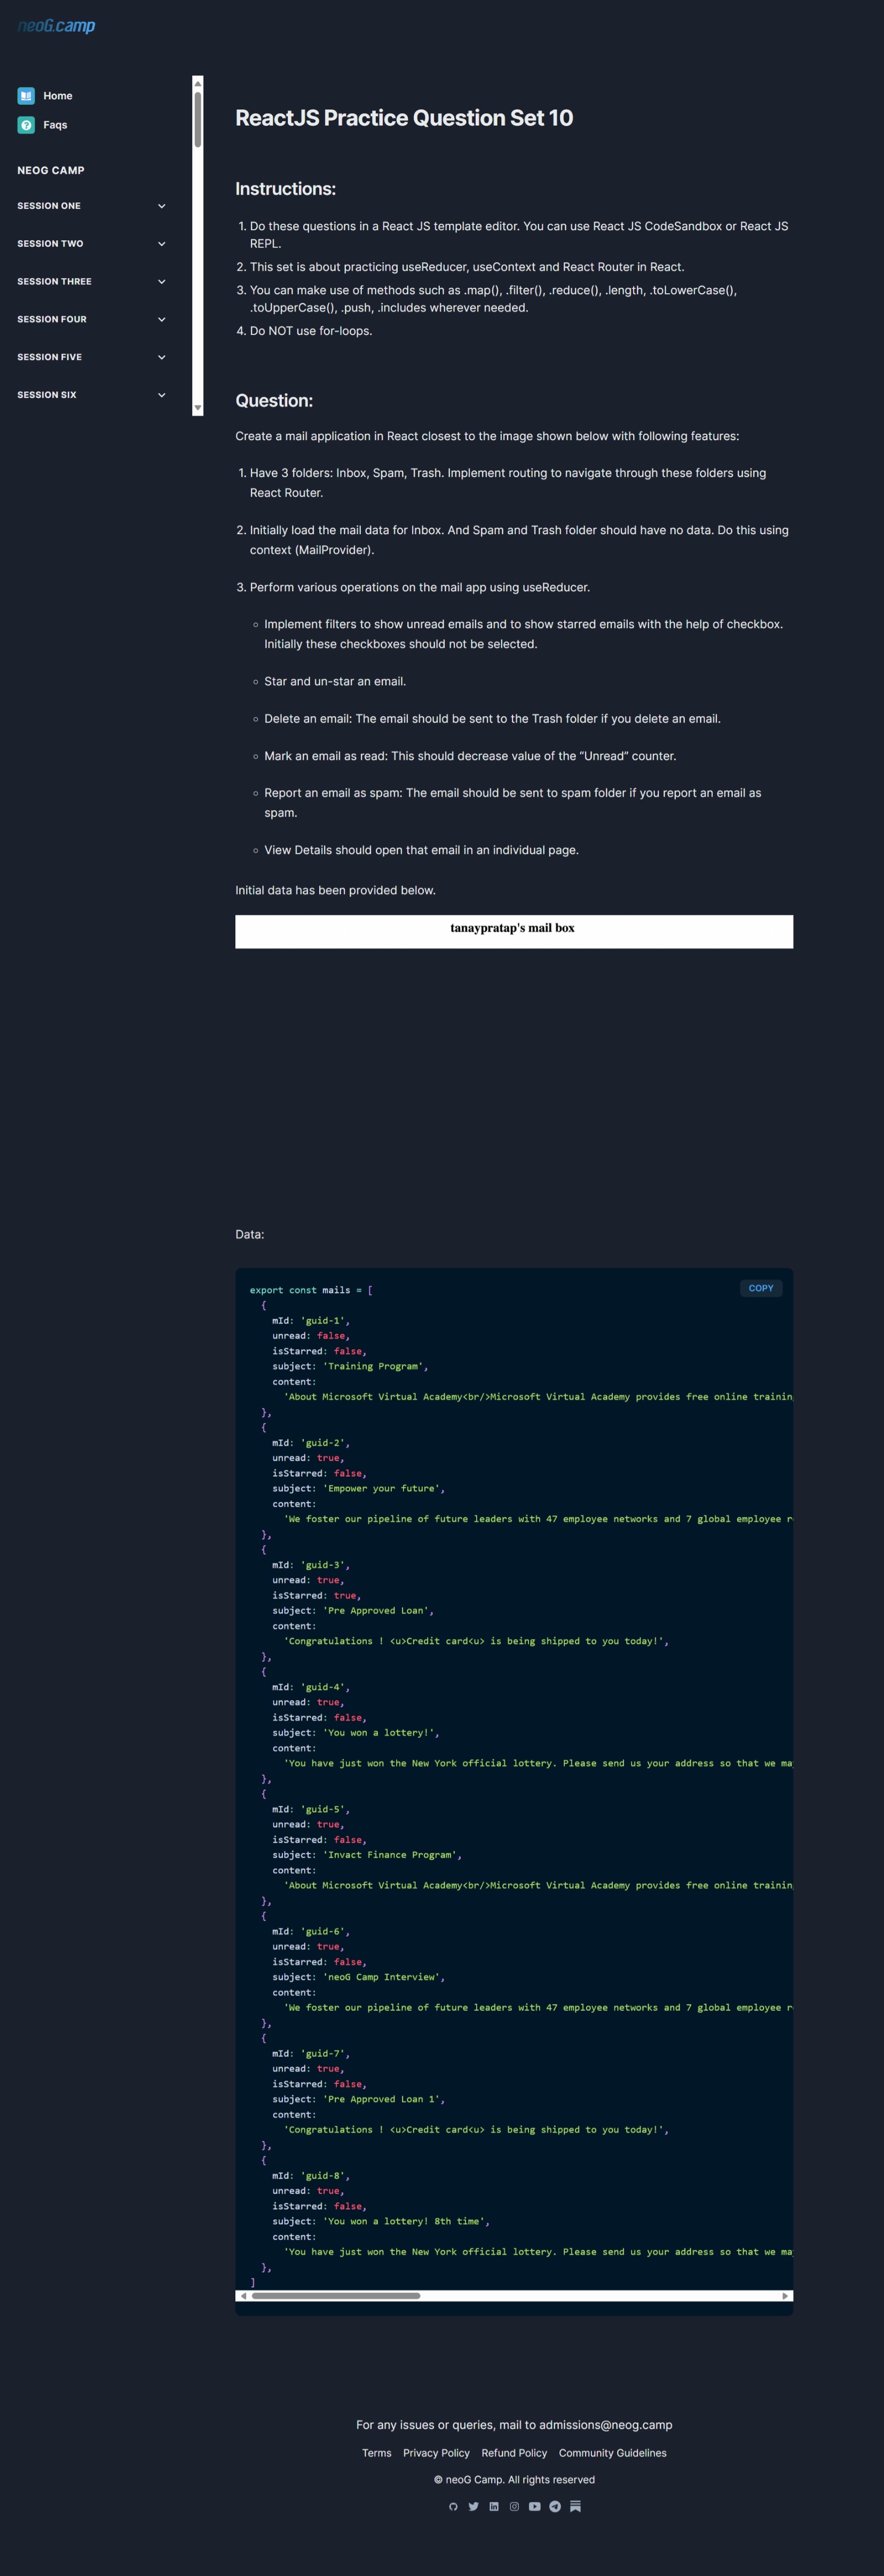 neoG.camp
Home
Faqs
NEOG CAMP
SESSION ONE
SESSION TWO
SESSION THREE
SESSION FOUR
SESSION FIVE
SESSION SIX
ReactJS Practice Question Set 10
Instructions:
1. Do these questions in a React JS template editor. You can use React JS CodeSandbox or React JS
REPL.
2. This set is about practicing useReducer, useContext and React Router in React.
3. You can make use of methods such as .map(), .filter(), .reduce(), .length, .toLowerCase(),
.toUpperCase(), .push, .includes wherever needed.
4. Do NOT use for-loops.
Question:
Create a mail application in React closest to the image shown below with following features:
1. Have 3 folders: Inbox, Spam, Trash. Implement routing to navigate through these folders using
React Router.
2. Initially load the mail data for Inbox. And Spam and Trash folder should have no data. Do this using
context (MailProvider).
3. Perform various operations on the mail app using useReducer.
◦ Implement filters to show unread emails and to show starred emails with the help of checkbox.
Initially these checkboxes should not be selected.
◦ Star and un-star an email.
◦ Delete an email: The email should be sent to the Trash folder if you delete an email.
◦ Mark an email as read: This should decrease value of the “Unread” counter.
◦ Report an email as spam: The email should be sent to spam folder if you report an email as
spam.
◦ View Details should open that email in an individual page.
Initial data has been provided below.
tanaypratap's mail box
Data:
COPY
export const mails = [
{
mId: 'guid-1',
unread: false,
isStarred: false,
subject: 'Training Program',
content:
'About Microsoft Virtual Academy<br/>Microsoft Virtual Academy provides free online trainin
},
{
mId: 'guid-2',
unread: true,
isStarred: false,
subject: 'Empower your future',
content:
'We foster our pipeline of future leaders with 47 employee networks and 7 global employee r
},
{
mId: 'guid-3',
unread: true,
isStarred: true,
subject: 'Pre Approved Loan',
content:
'Congratulations ! <u>Credit card<u> is being shipped to you today!',
},
{
mId: 'guid-4',
unread: true,
isStarred: false,
subject: 'You won a lottery!',
content:
'You have just won the New York official lottery. Please send us your address so that we ma
},
{
mId: 'guid-5',
unread: true,
isStarred: false,
subject: 'Invact Finance Program',
content:
'About Microsoft Virtual Academy<br/>Microsoft Virtual Academy provides free online trainin
},
{
mId: 'guid-6',
unread: true,
isStarred: false,
subject: 'neoG Camp Interview',
content:
'We foster our pipeline of future leaders with 47 employee networks and 7 global employee r
},
{
mId: 'guid-7',
unread: true,
isStarred: false,
subject: 'Pre Approved Loan 1',
content:
'Congratulations ! <u>Credit card<u> is being shipped to you today!',
},
{
mId: 'guid-8',
unread: true,
isStarred: false,
subject: 'You won a lottery! 8th time',
content:
'You have just won the New York official lottery. Please send us your address so that we ma
},
]
For any issues or queries, mail to admissions@neog.camp
Terms Privacy Policy Refund Policy Community Guidelines
© neoG Camp. All rights reserved